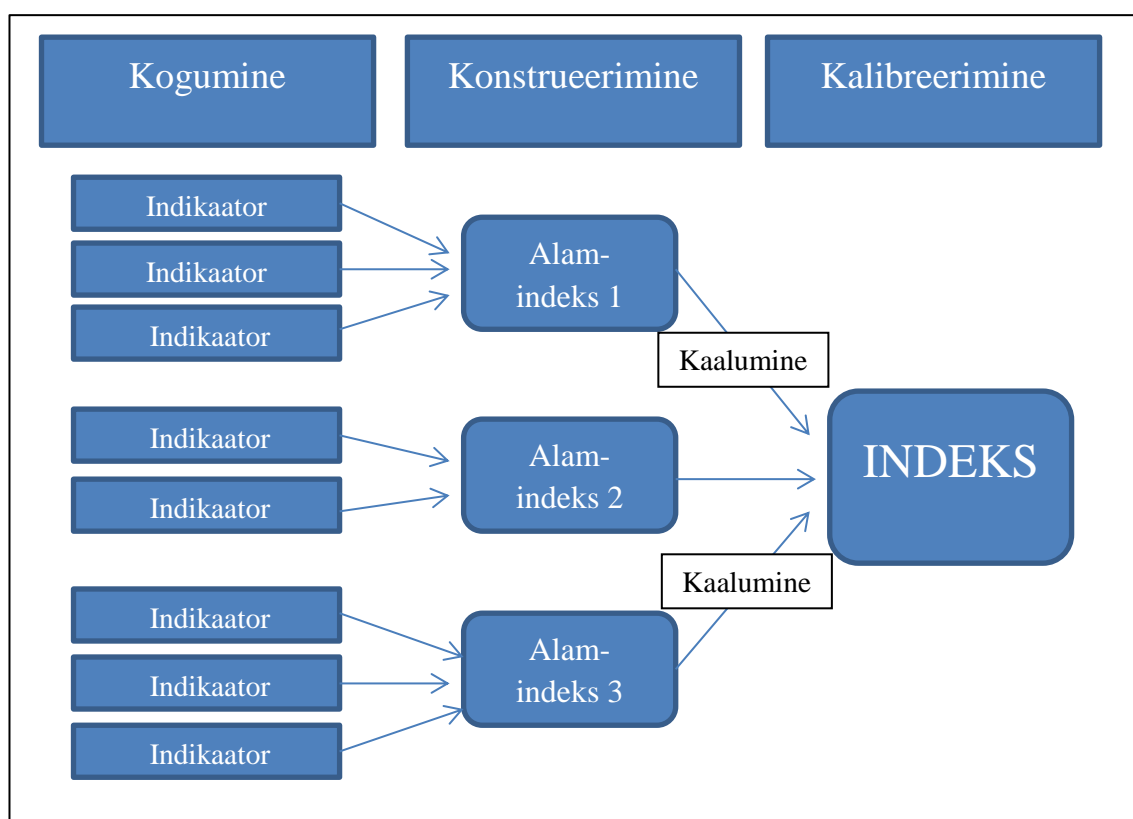 Kogumine
Konstrueerimine
Kalibreerimine
Indikaator
Indikaator
Indikaator
Alam-
indeks 1
Kaalumine
Indikaator
Indikaator
Alam-
indeks 2
INDEKS
Kaalumine
Indikaator
Indikaator
Indikaator
Alam-
indeks 3